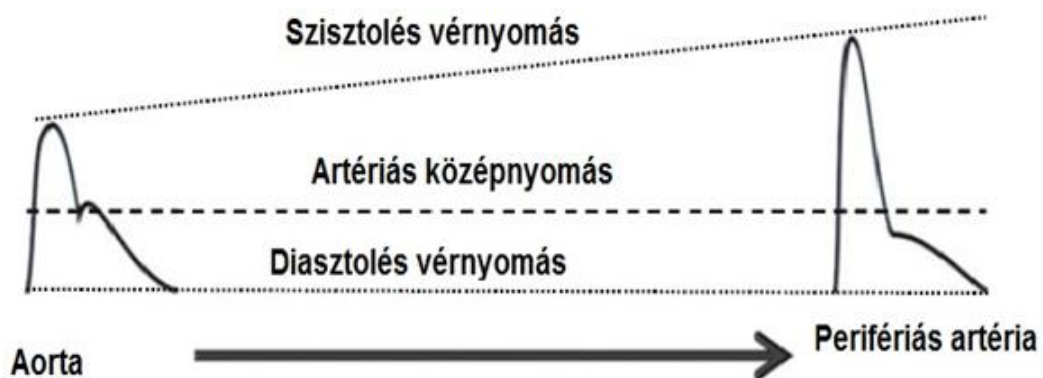 Szisztolés vérnyomás
Artériás középnyomás
Diasztolés vérnyomás
Aorta
Perifériás artéria